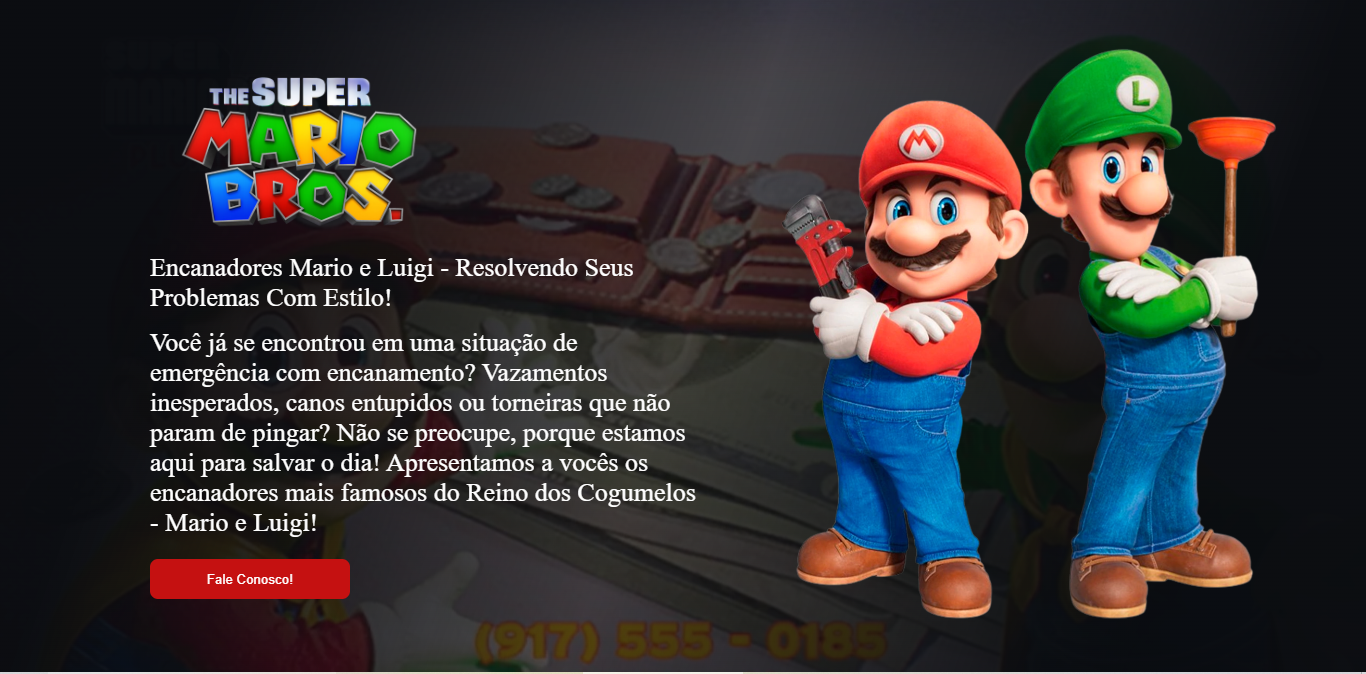 THE SUPER
MARIO
BROS.
M
L
Encanadores Mario e Luigi - Resolvendo Seus
Problemas Com Estilo!
Você já se encontrou em uma situação de
emergência com encanamento? Vazamentos
inesperados, canos entupidos ou torneiras que não
param de pingar? Não se preocupe, porque estamos
aqui para salvar o dia! Apresentamos a vocês os
encanadores mais famosos do Reino dos Cogumelos
- Mario e Luigi!
Fale Conosco!
(917) 555 - 0185